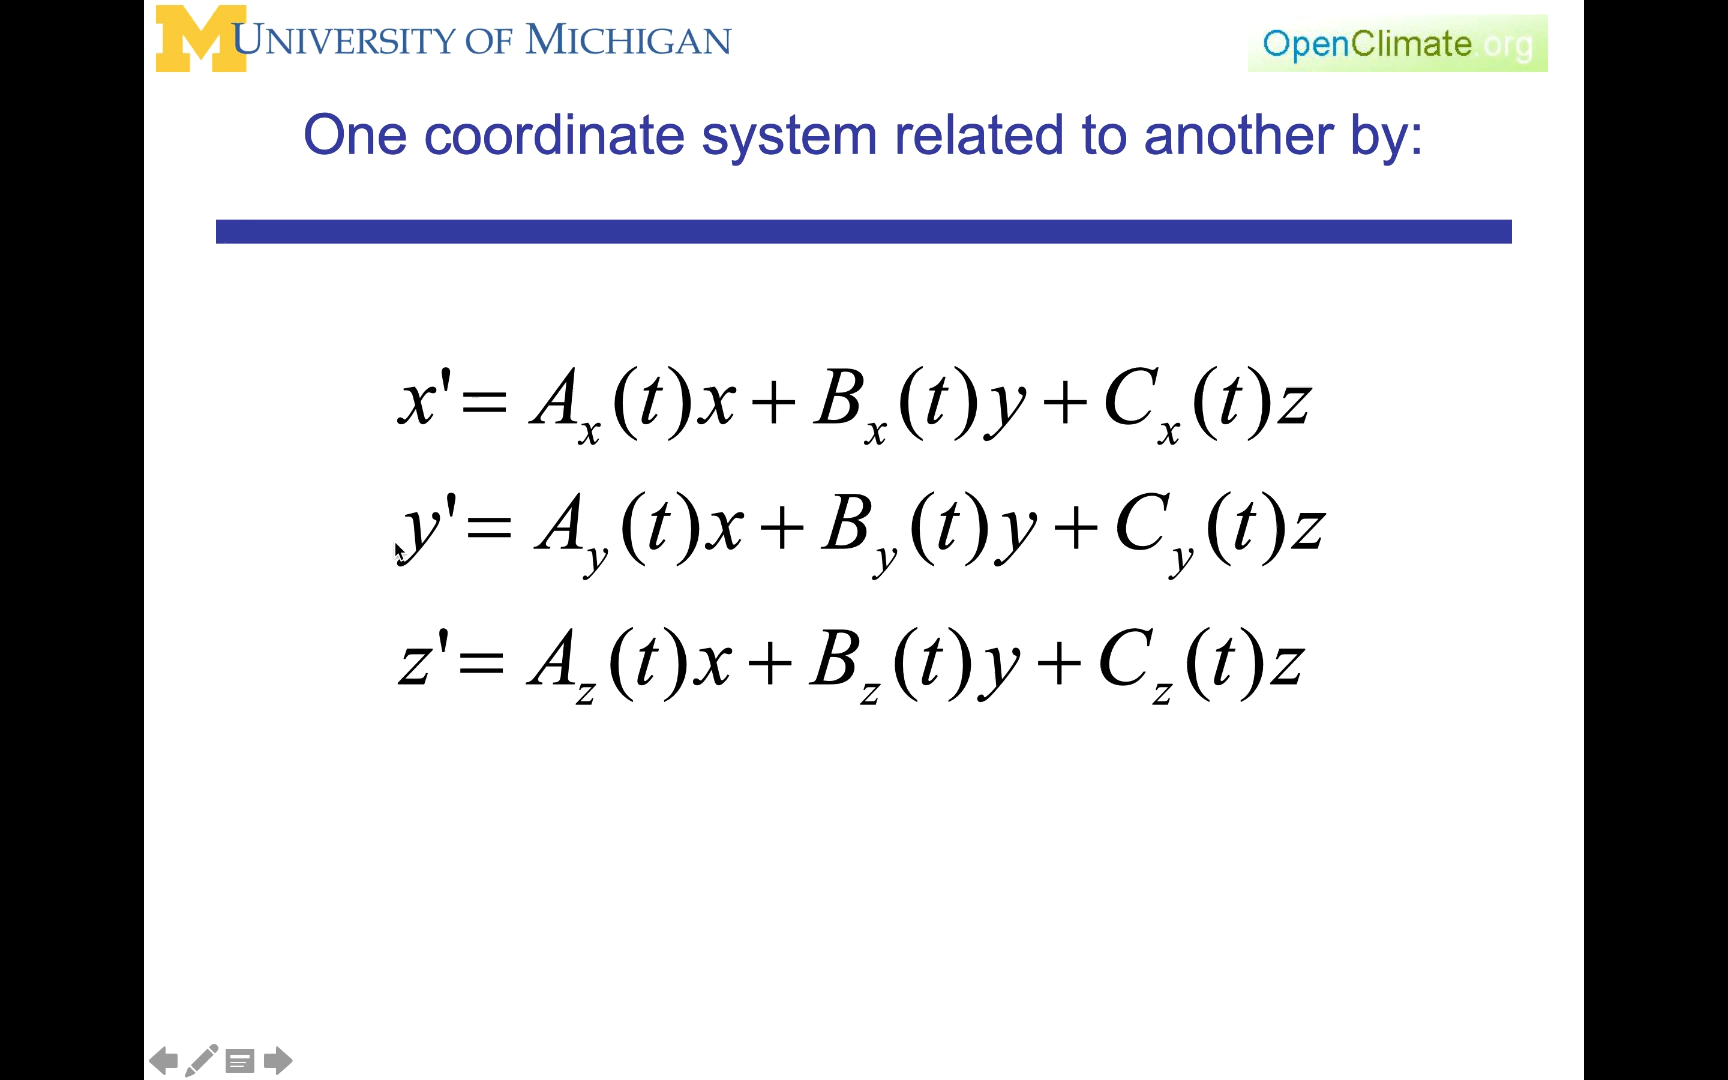 M UNIVERSITY OF MICHIGAN
OpenClimate.org
One coordinate system related to another by:
x' = A_x(t)x + B_x(t)y + C_x(t)z
y' = A_y(t)x + B_y(t)y + C_y(t)z
z' = A_z(t)x + B_z(t)y + C_z(t)z